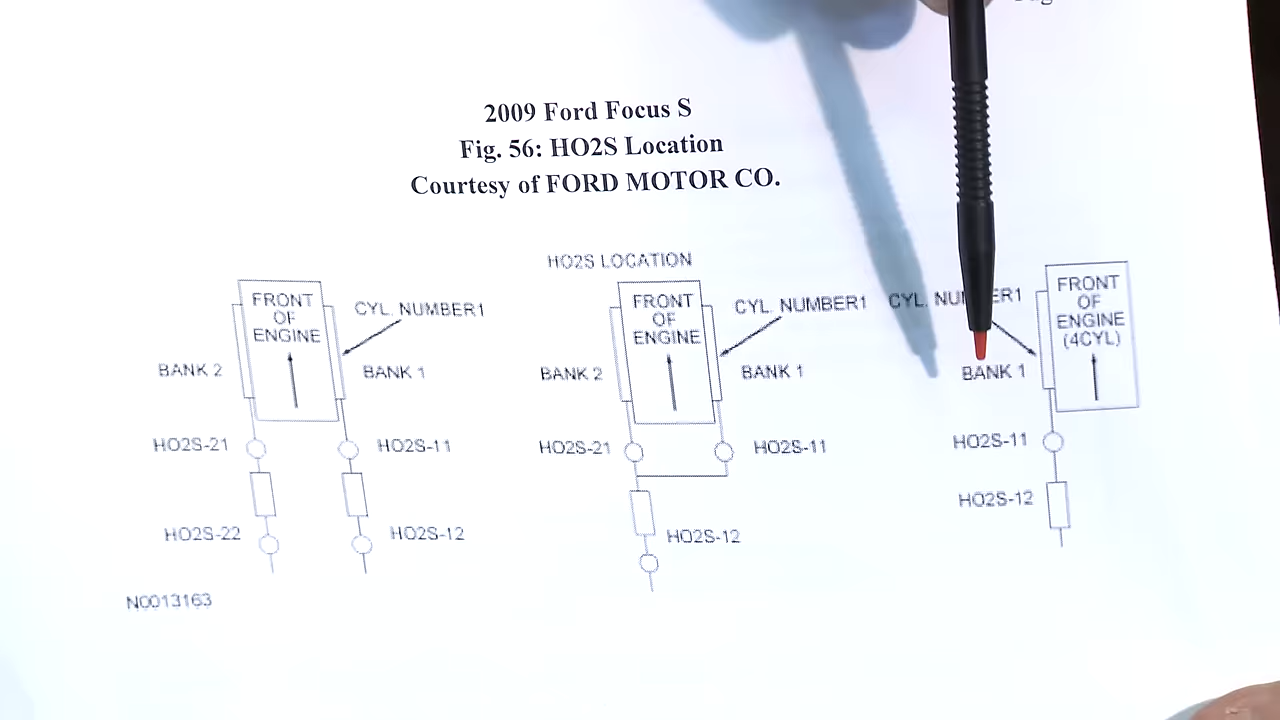 2009 Ford Focus S
Fig. 56: HO2S Location
Courtesy of FORD MOTOR CO.
HO2S LOCATION
FRONT
OF
ENGINE
CYL. NUMBER1
BANK 2
BANK 1
HO2S-21
HO2S-11
HO2S-22
HO2S-12
N0013163
FRONT
OF
ENGINE
CYL. NUMBER1
BANK 2
BANK 1
HO2S-21
HO2S-11
HO2S-12
CYL.
FRONT
OF
ENGINE
(4CYL)
BANK 1
HO2S-11
HO2S-12